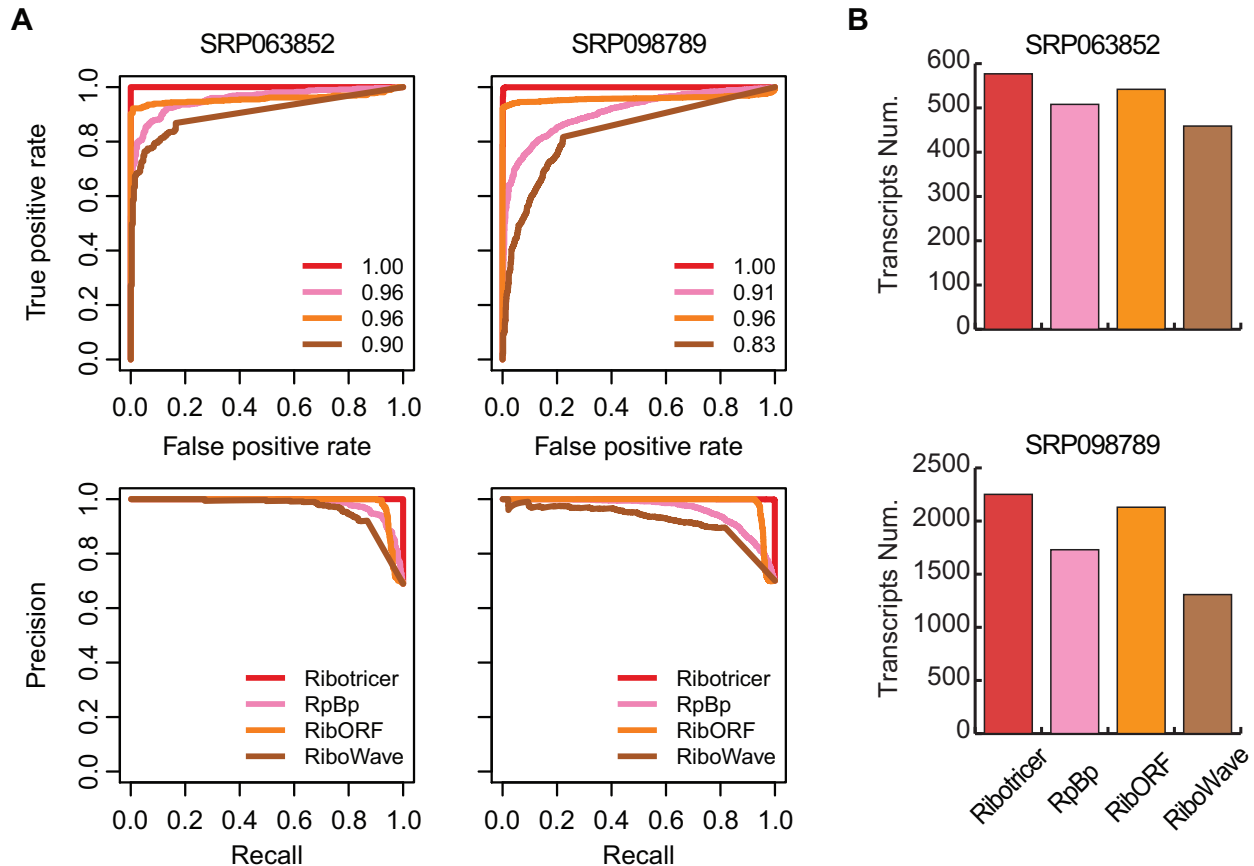 A
B
SRP063852
SRP098789
SRP063852
True positive rate
0.0 0.2 0.4 0.6 0.8 1.0
1.00
0.96
0.96
0.90
0.0 0.2 0.4 0.6 0.8 1.0
False positive rate
1.00
0.91
0.96
0.83
0.0 0.2 0.4 0.6 0.8 1.0
False positive rate
Transcripts Num.
600
500
400
300
200
100
0
Precision
0.0 0.2 0.4 0.6 0.8 1.0
Ribotricer
RpBp
RibORF
RiboWave
0.0 0.2 0.4 0.6 0.8 1.0
Recall
Ribotricer
RpBp
RibORF
RiboWave
0.0 0.2 0.4 0.6 0.8 1.0
Recall
SRP098789
Transcripts Num.
2500
2000
1500
1000
500
0
Ribotricer
RpBp
RibORF
RiboWave